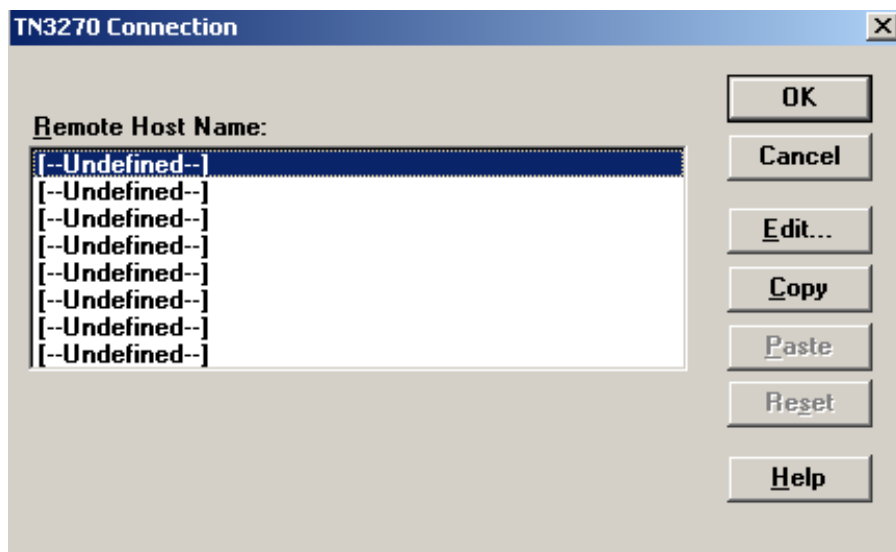 TN3270 Connection
Remote Host Name:
[--Undefined--]
[--Undefined--]
[--Undefined--]
[--Undefined--]
[--Undefined--]
[--Undefined--]
[--Undefined--]
[--Undefined--]
OK
Cancel
Edit...
Copy
Paste
Reset
Help